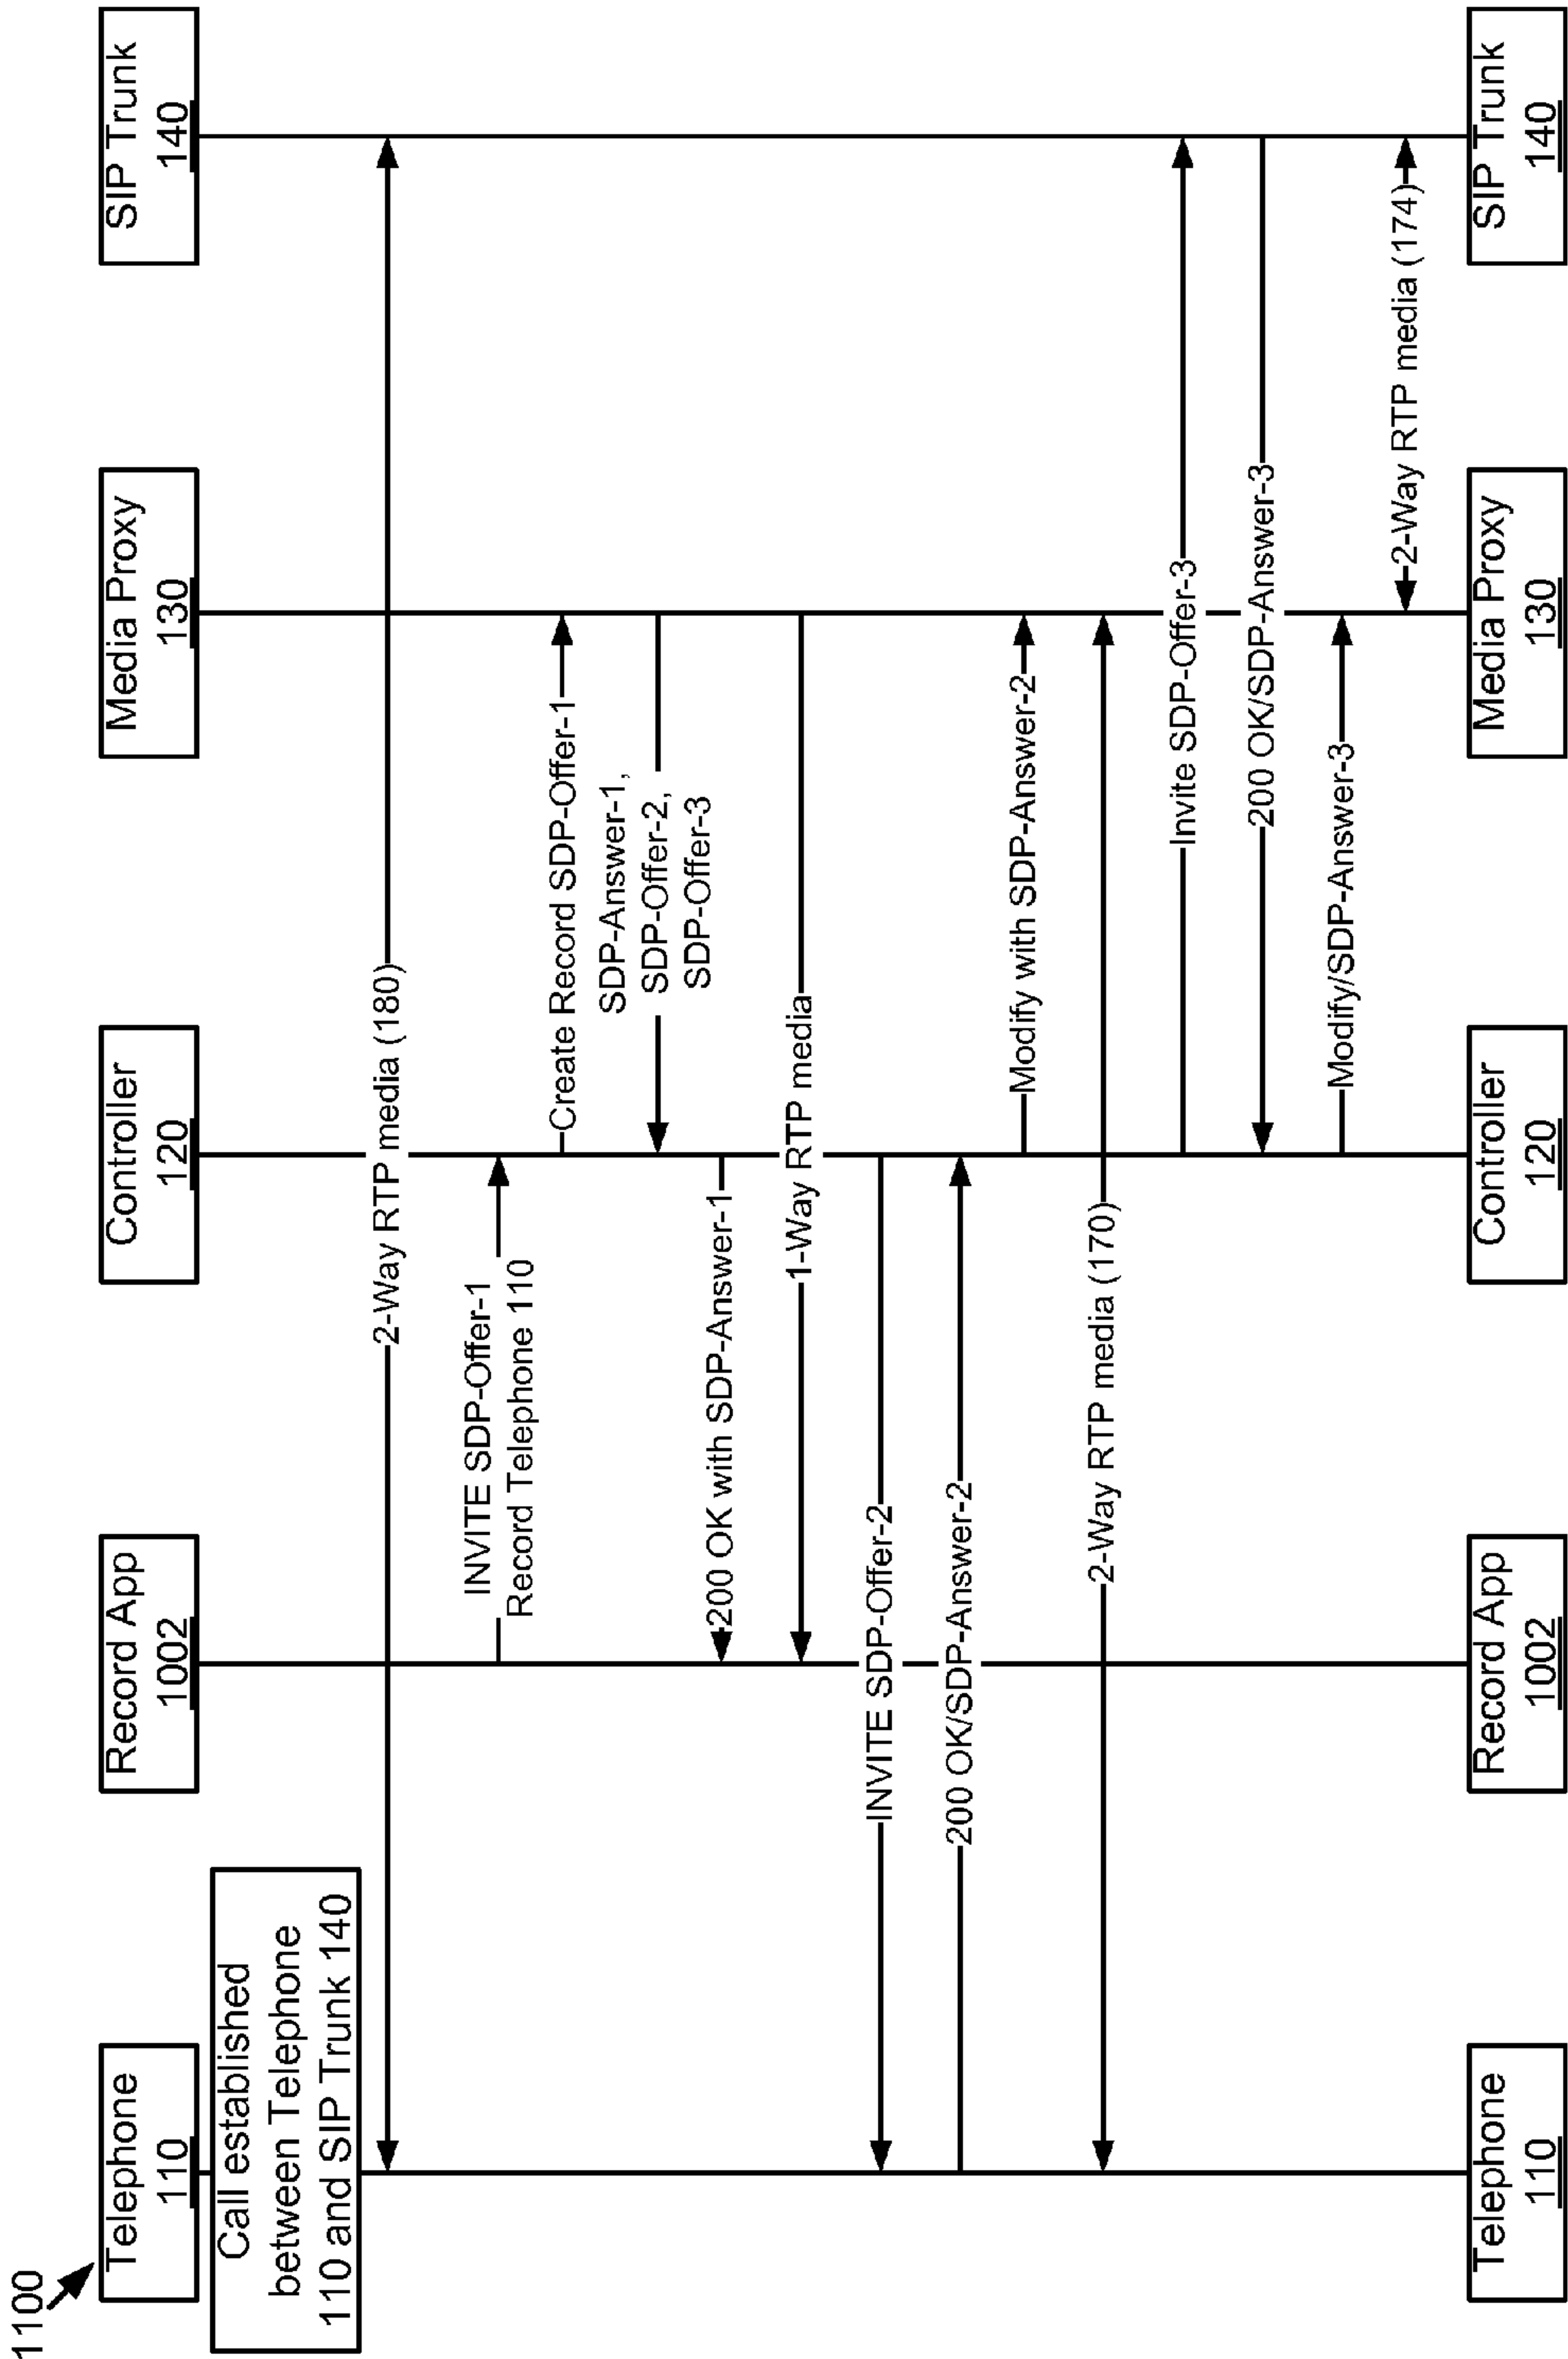 1100
Telephone
110
Record App
1002
Controller
120
Media Proxy
130
SIP Trunk
140
Call established
between Telephone
110 and SIP Trunk 140
2-Way RTP media (180)
INVITE SDP-Offer-1
Record Telephone 110
Create Record SDP-Offer-1
SDP-Answer-1,
SDP-Offer-2,
SDP-Offer-3
200 OK with SDP-Answer-1
1-Way RTP media
INVITE SDP-Offer-2
200 OK/SDP-Answer-2
Modify with SDP-Answer-2
2-Way RTP media (170)
Invite SDP-Offer-3
200 OK/SDP-Answer-3
Modify/SDP-Answer-3
2-Way RTP media (174)
Telephone
110
Record App
1002
Controller
120
Media Proxy
130
SIP Trunk
140